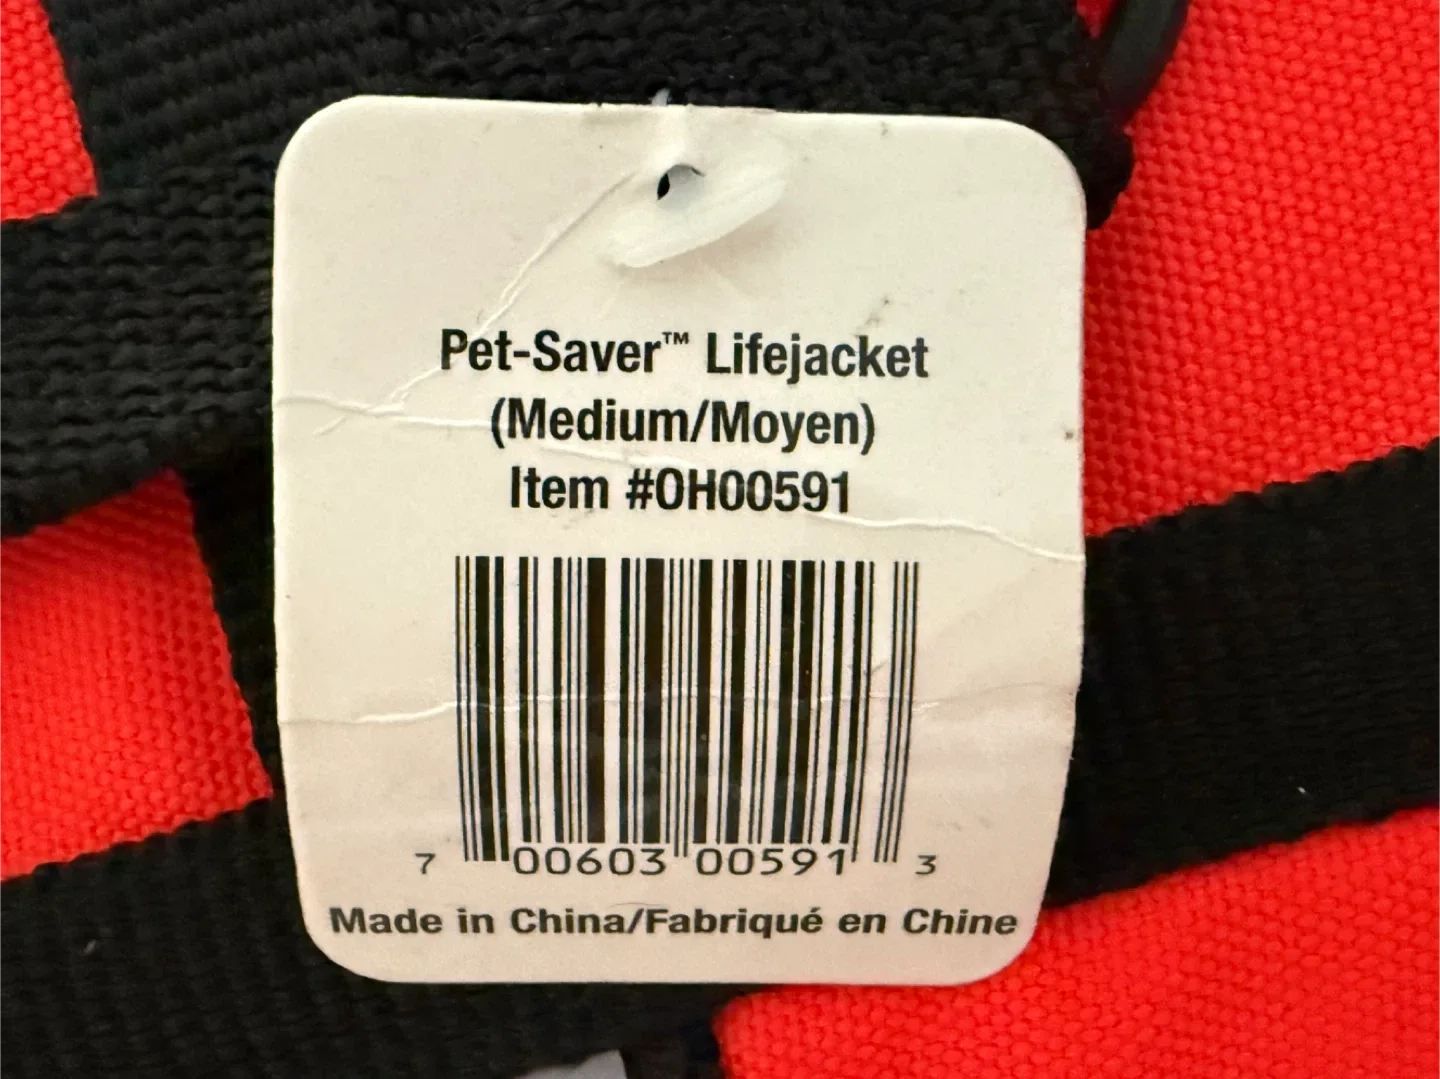 Pet-Saver™ Lifejacket
(Medium/Moyen)
Item #OH00591
7 00603 00591 3
Made in China/Fabriqué en Chine